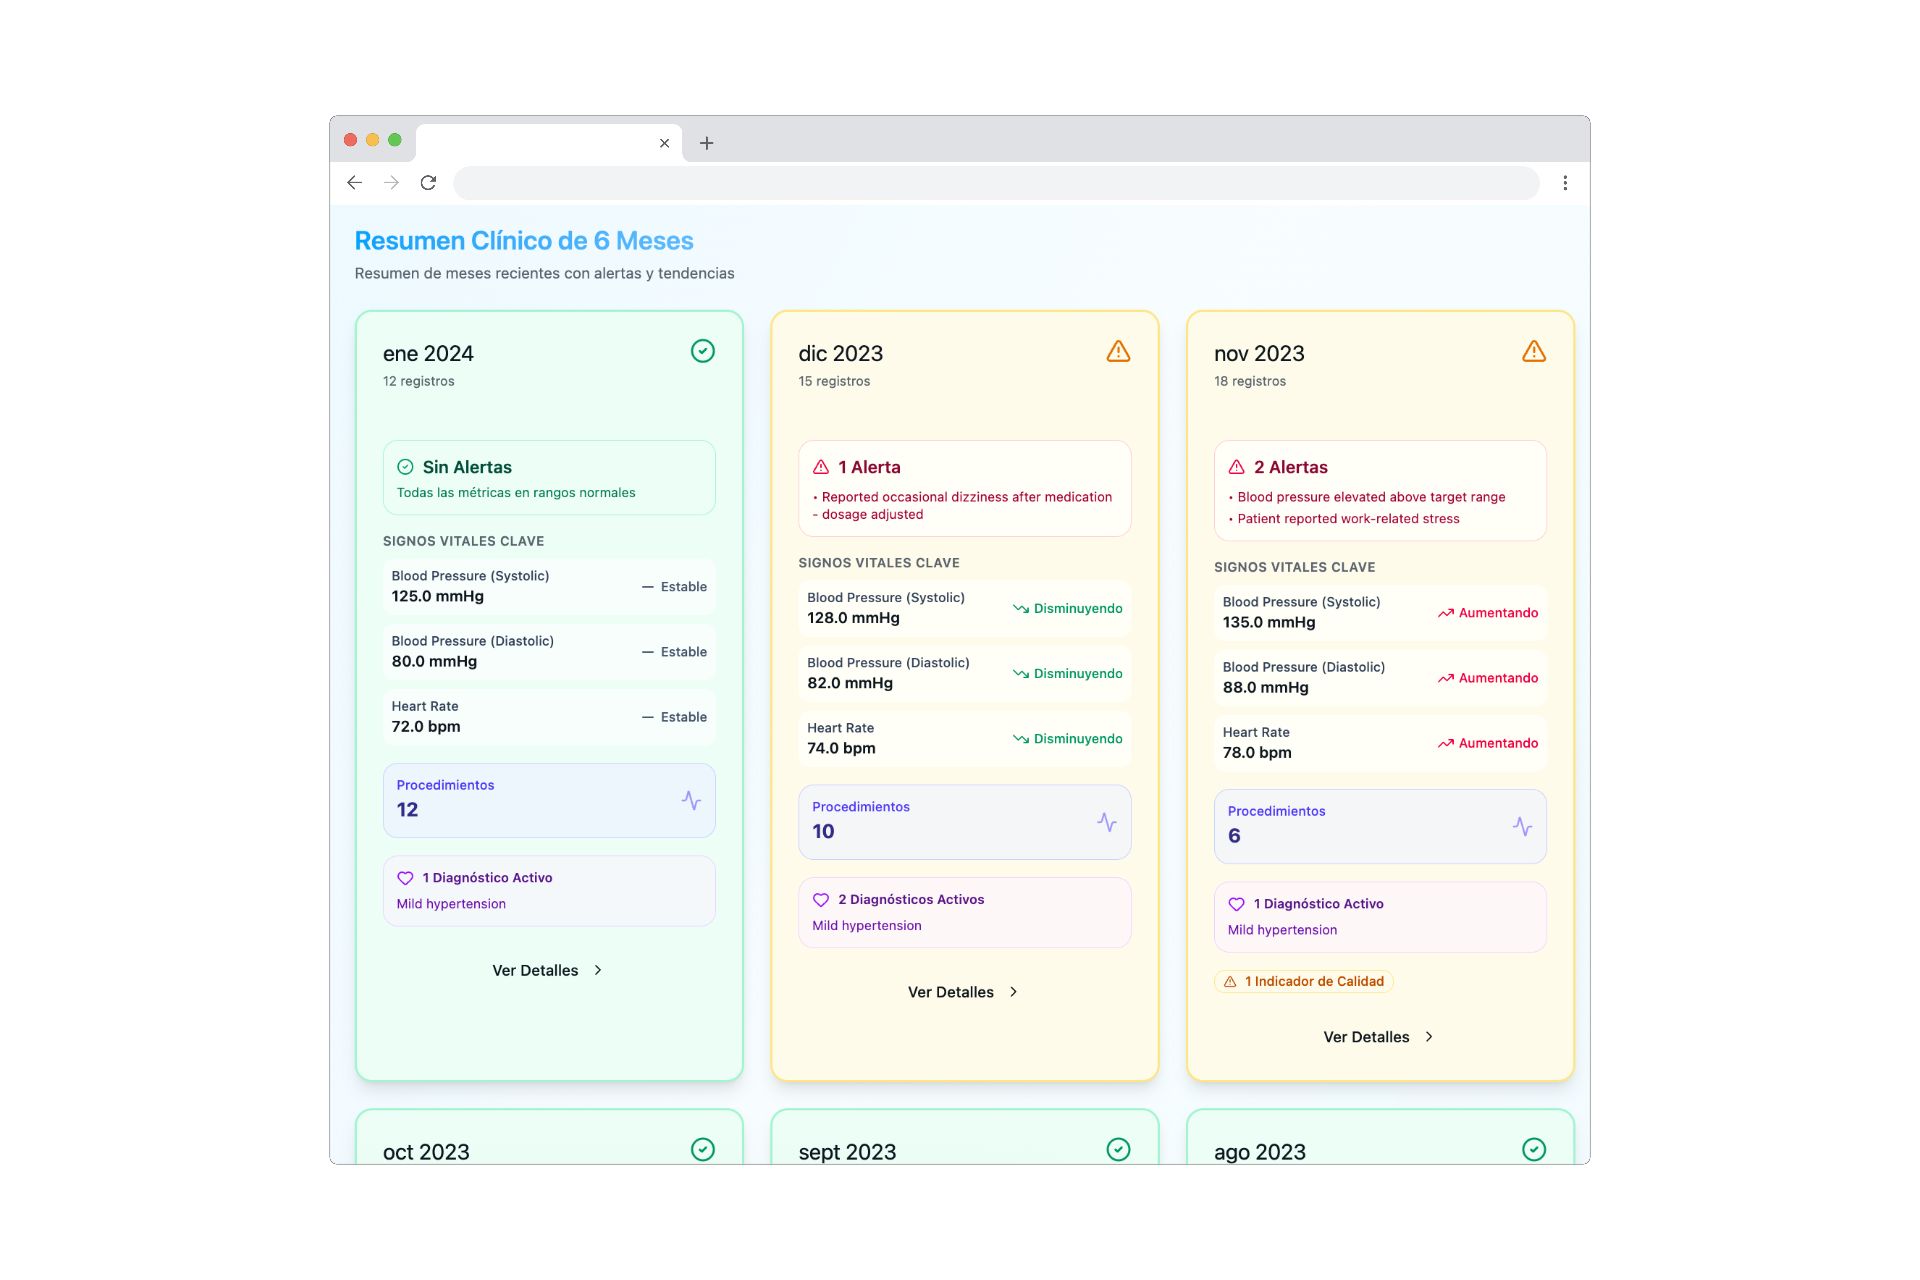 Resumen Clínico de 6 Meses
Resumen de meses recientes con alertas y tendencias
ene 2024
12 registros
Sin Alertas
Todas las métricas en rangos normales
SIGNOS VITALES CLAVE
Blood Pressure (Systolic)
125.0 mmHg
Estable
Blood Pressure (Diastolic)
80.0 mmHg
Estable
Heart Rate
72.0 bpm
Estable
Procedimientos
12
1 Diagnóstico Activo
Mild hypertension
Ver Detalles
dic 2023
15 registros
1 Alerta
• Reported occasional dizziness after medication
- dosage adjusted
SIGNOS VITALES CLAVE
Blood Pressure (Systolic)
128.0 mmHg
Disminuyendo
Blood Pressure (Diastolic)
82.0 mmHg
Disminuyendo
Heart Rate
74.0 bpm
Disminuyendo
Procedimientos
10
2 Diagnósticos Activos
Mild hypertension
Ver Detalles
nov 2023
18 registros
2 Alertas
• Blood pressure elevated above target range
• Patient reported work-related stress
SIGNOS VITALES CLAVE
Blood Pressure (Systolic)
135.0 mmHg
Aumentando
Blood Pressure (Diastolic)
88.0 mmHg
Aumentando
Heart Rate
78.0 bpm
Aumentando
Procedimientos
6
1 Diagnóstico Activo
Mild hypertension
1 Indicador de Calidad
Ver Detalles
oct 2023
sept 2023
ago 2023